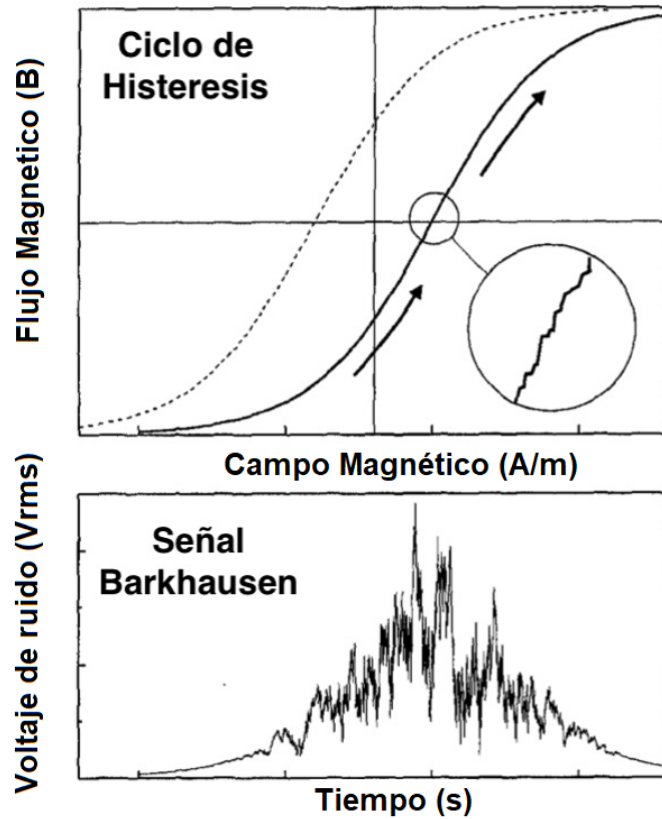 Ciclo de
Histeresis
Flujo Magnetico (B)
Campo Magnético (A/m)
Señal
Barkhausen
Voltaje de ruido (Vrms)
Tiempo (s)